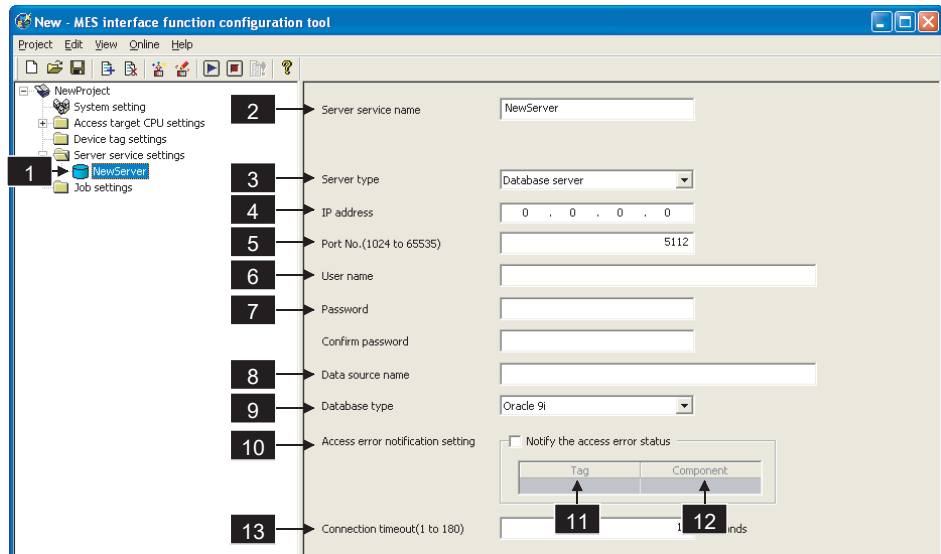 New - MES interface function configuration tool
Project Edit View Online Help
NewProject
System setting
Access target CPU settings
Device tag settings
Server service settings
1 NewServer
Job settings
2 Server service name NewServer
3 Server type Database server
4 IP address 0 . 0 . 0 . 0
5 Port No.(1024 to 65535) 5112
6 User name
7 Password
Confirm password
8 Data source name
9 Database type Oracle 9i
10 Access error notification setting Notify the access error status
Tag Component
11 12
13 Connection timeout(1 to 180)